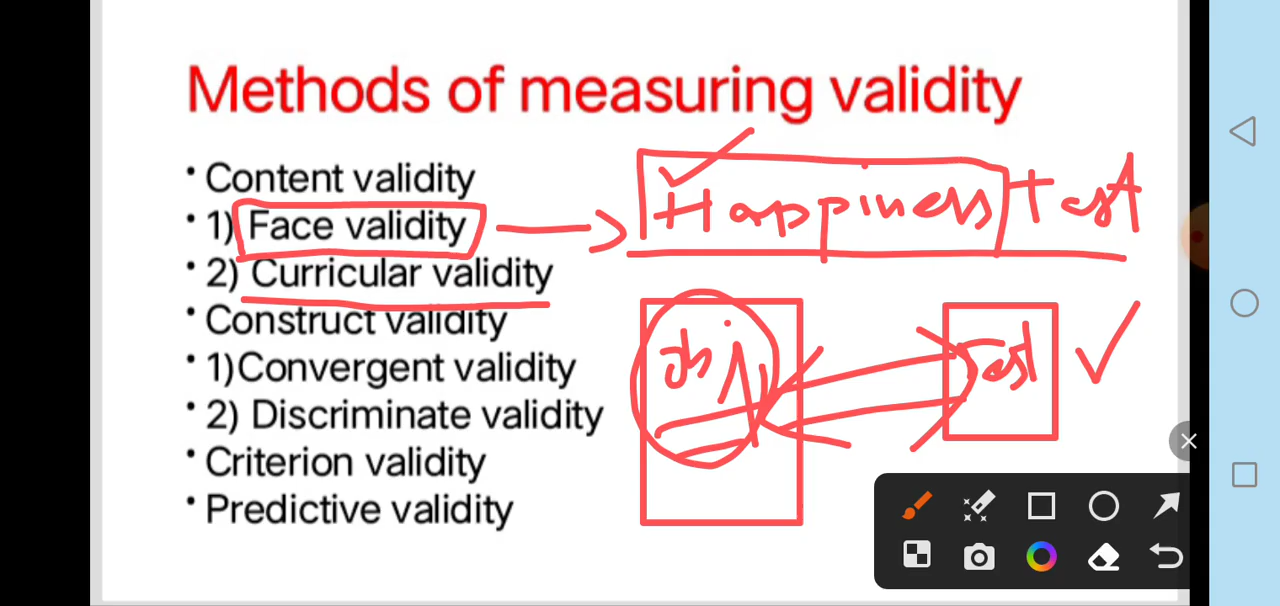 Methods of measuring validity
• Content validity
• 1) Face validity
Happiness Test
• 2) Curricular validity
• Construct validity
obj
Test
• 1)Convergent validity
• 2) Discriminate validity
• Criterion validity
• Predictive validity